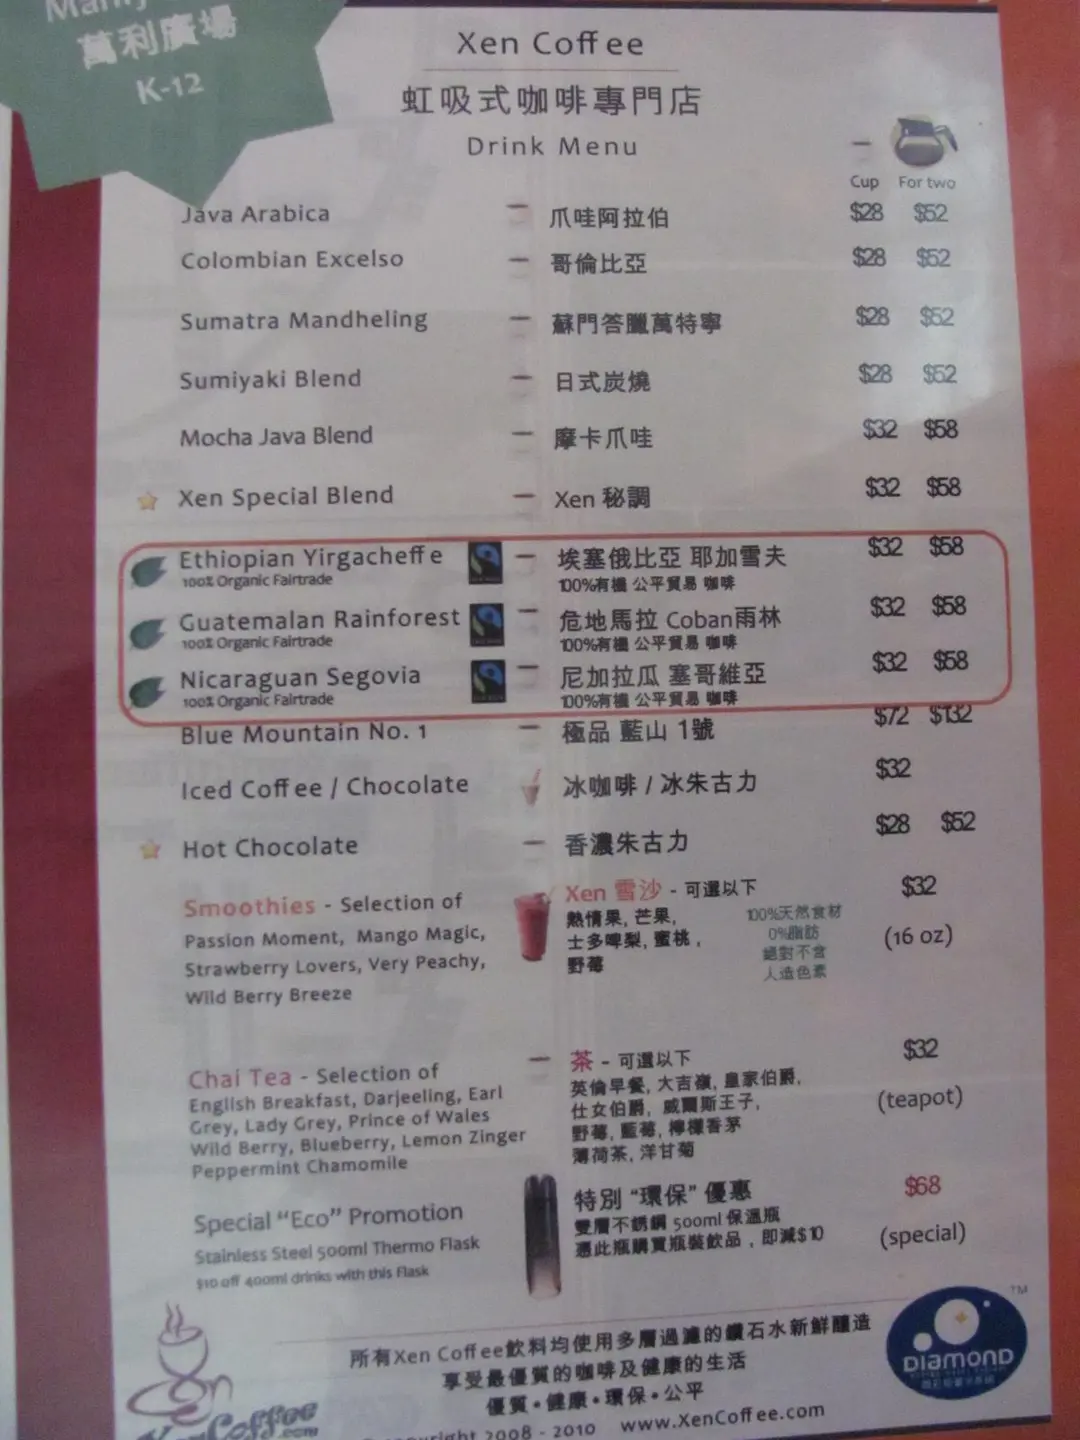 萬利廣場
K-12
Xen Coffee
虹吸式咖啡專門店
Drink Menu
Cup For two
Java Arabica 爪哇阿拉伯 $28 $52
Colombian Excelso 哥倫比亞 $28 $52
Sumatra Mandheling 蘇門答臘萬特寧 $28 $52
Sumiyaki Blend 日式炭燒 $28 $52
Mocha Java Blend 摩卡爪哇 $32 $58
Xen Special Blend Xen 秘調 $32 $58
Ethiopian Yirgacheffe 埃塞俄比亞 耶加雪夫 $32 $58
100% Organic Fairtrade 100%有機 公平貿易 咖啡
Guatemalan Rainforest 危地馬拉 Coban雨林 $32 $58
100% Organic Fairtrade 100%有機 公平貿易 咖啡
Nicaraguan Segovia 尼加拉瓜 塞哥維亞 $32 $58
100% Organic Fairtrade 100%有機 公平貿易 咖啡
Blue Mountain No. 1 極品 藍山 1號 $72 $132
Iced Coffee / Chocolate 冰咖啡 / 冰朱古力 $32
Hot Chocolate 香濃朱古力 $28 $52
Smoothies - Selection of
Passion Moment, Mango Magic,
Strawberry Lovers, Very Peachy,
Wild Berry Breeze
Xen 雪沙 - 可選以下
熱情果, 芒果,
士多啤梨, 蜜桃,
野莓
100%天然食材
0%脂肪
絕對不含
人造色素
$32
(16 oz)
Chai Tea - Selection of
English Breakfast, Darjeeling, Earl
Grey, Lady Grey, Prince of Wales
Wild Berry, Blueberry, Lemon Zinger
Peppermint Chamomile
茶 - 可選以下
英倫早餐, 大吉嶺, 皇家伯爵,
仕女伯爵, 威爾斯王子,
野莓, 藍莓, 檸檬香茅
薄荷茶, 洋甘菊
$32
(teapot)
Special “Eco” Promotion
Stainless Steel 500ml Thermo Flask
$10 off 400ml drinks with this Flask
特別 “環保” 優惠
雙層不銹鋼 500ml 保溫瓶
憑此瓶購買瓶裝飲品，即減$10
$68
(special)
所有Xen Coffee飲料均使用多層過濾的鑽石水新鮮釀造
享受最優質的咖啡及健康的生活
優質•健康•環保•公平
2008 - 2010 www.XenCoffee.com
XenCoffee
.com
DIAMOND
TM